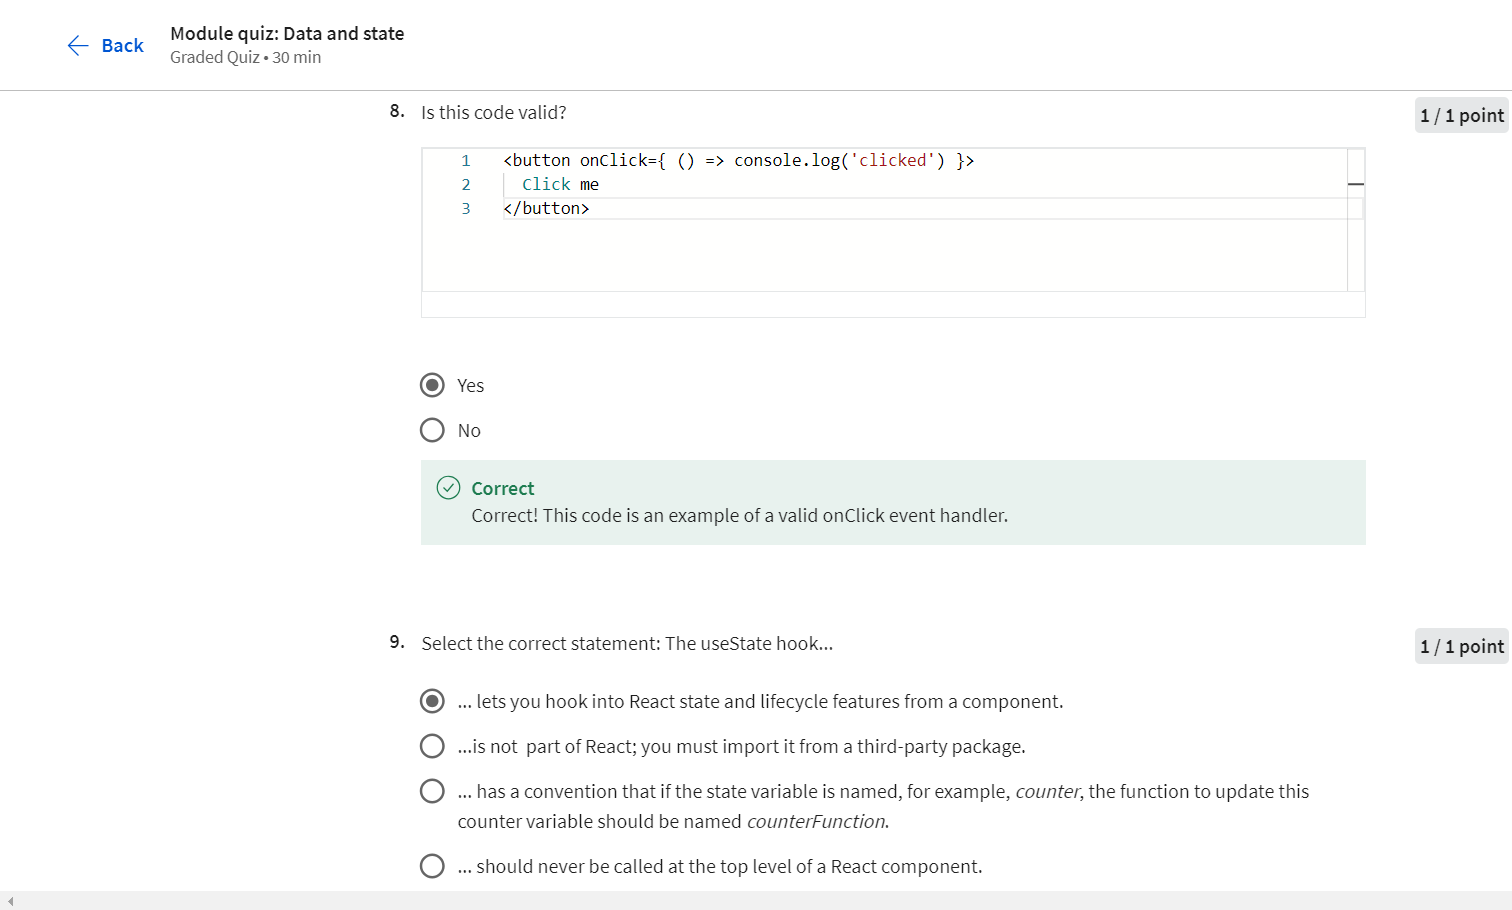 Back
Module quiz: Data and state
Graded Quiz • 30 min
8. Is this code valid?
1 / 1 point
1 <button onClick={ () => console.log('clicked') }>
2 Click me
3 </button>
Yes
No
Correct
Correct! This code is an example of a valid onClick event handler.
9. Select the correct statement: The useState hook...
1 / 1 point
... lets you hook into React state and lifecycle features from a component.
...is not  part of React; you must import it from a third-party package.
... has a convention that if the state variable is named, for example, counter, the function to update this
counter variable should be named counterFunction.
... should never be called at the top level of a React component.